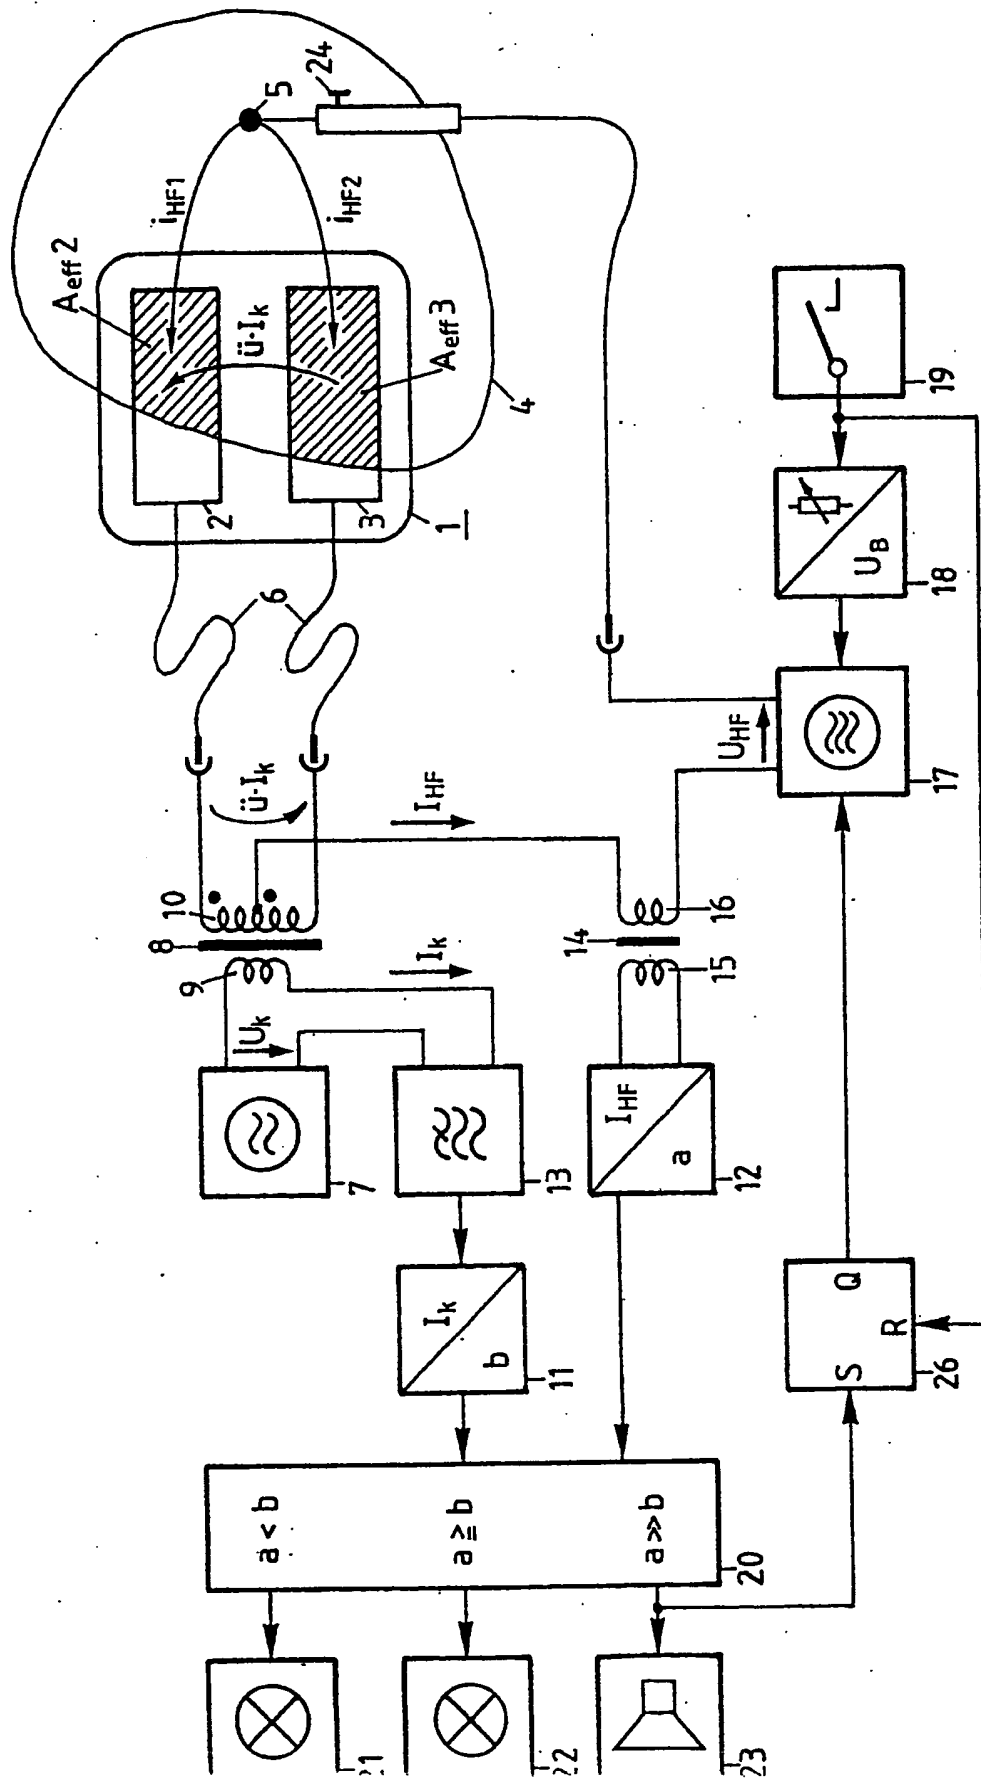 21
22
23
a < b
a ≧ b
a ≫ b
20
I_k
b
11
S
Q
R
26
7
13
I_HF
a
12
U_k
I_k
9
8
10
14
15
16
I_HF
ü·I_k
U_HF
17
6
U_B
18
19
1
2
3
4
A_eff 2
A_eff 3
ü·I_k
i_HF1
i_HF2
5
24